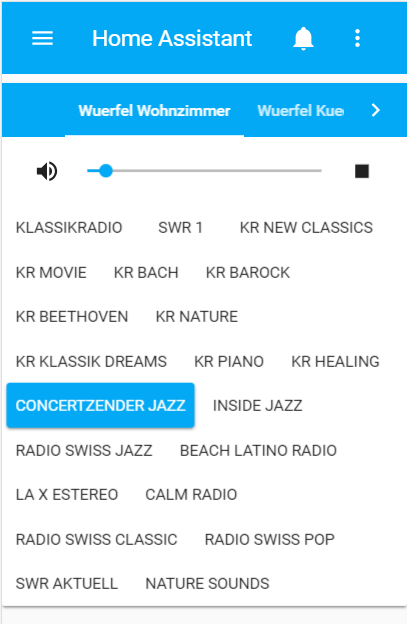 Home Assistant
Wuerfel Wohnzimmer Wuerfel Kuec
KLASSIKRADIO SWR 1 KR NEW CLASSICS
KR MOVIE KR BACH KR BAROCK
KR BEETHOVEN KR NATURE
KR KLASSIK DREAMS KR PIANO KR HEALING
CONCERTZENDER JAZZ INSIDE JAZZ
RADIO SWISS JAZZ BEACH LATINO RADIO
LA X ESTEREO CALM RADIO
RADIO SWISS CLASSIC RADIO SWISS POP
SWR AKTUELL NATURE SOUNDS